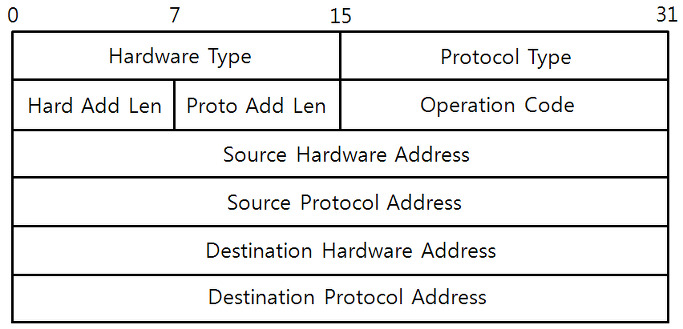 0 7 15 31
Hardware Type Protocol Type
Hard Add Len Proto Add Len Operation Code
Source Hardware Address
Source Protocol Address
Destination Hardware Address
Destination Protocol Address